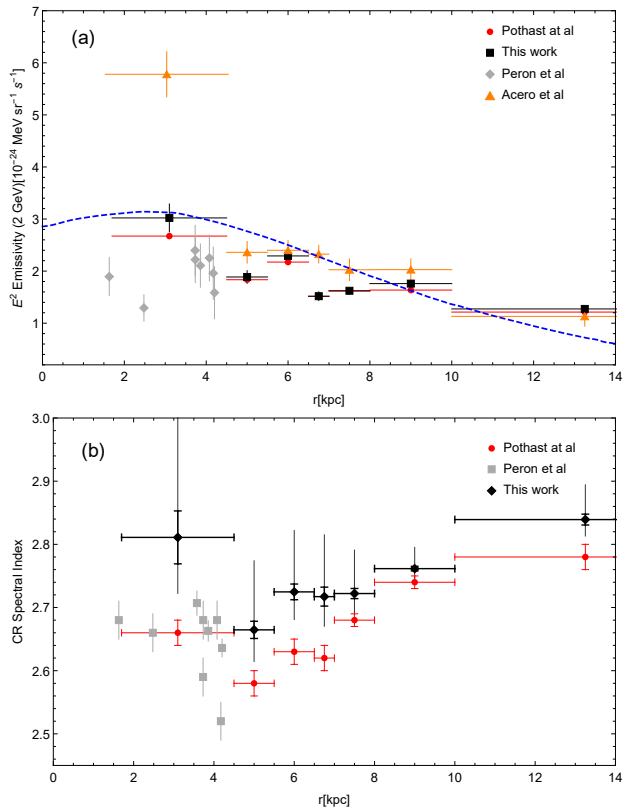 (a)
Pothast at al
This work
Peron et al
Acero et al
E² Emissivity (2 GeV)[10⁻²⁴ MeV sr⁻¹ s⁻¹]
7
6
5
4
3
2
1
0 2 4 6 8 10 12 14
r[kpc]
(b)
Pothast at al
Peron et al
This work
CR Spectral Index
3.0
2.9
2.8
2.7
2.6
2.5
0 2 4 6 8 10 12 14
r[kpc]